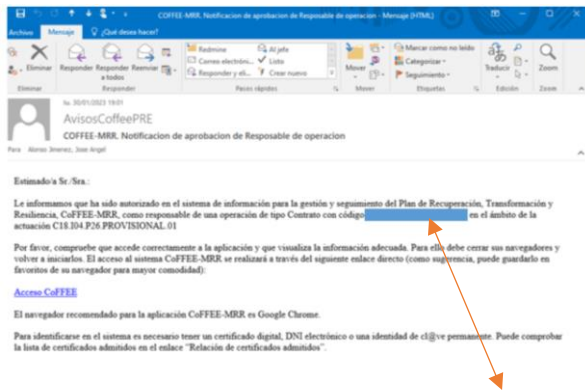 COFFEE-MRR, Notificacion de aprobacion de Resposable de operacion - Mensaje (HTML)
Archivo Mensaje ¿Qué desea hacer?
Eliminar Responder Responder a todos Reenviar
Redmine Al jefe
Correo electróni... Listo
Responder y eli... Crear nuevo
Mover
Marcar como no leído
Categorizar
Seguimiento
Traducir
Zoom
Eliminar Responder Pasos rápidos Mover Etiquetas Edición Zoom
lu. 30/01/2023 19:01
AvisosCoffeePRE
COFFEE-MRR, Notificacion de aprobacion de Resposable de operacion
Para Alonso Jimenez, Jose Angel
Estimado/a Sr./Sra.:
Le informamos que ha sido autorizado en el sistema de información para la gestión y seguimiento del Plan de Recuperación, Transformación y
Resiliencia, CoFFEE-MRR, como responsable de una operación de tipo Contrato con código en el ámbito de la
actuación C18.I04.P26.PROVISIONAL.01
Por favor, compruebe que accede correctamente a la aplicación y que visualiza la información adecuada. Para ello debe cerrar sus navegadores y
volver a iniciarlos. El acceso al sistema CoFFEE-MRR se realizará a través del siguiente enlace directo (como sugerencia, puede guardarlo en
favoritos de su navegador para mayor comodidad):
Acceso CoFFEE
El navegador recomendado para la aplicación CoFFEE-MRR es Google Chrome.
Para identificarse en el sistema es necesario tener un certificado digital, DNI electrónico o una identidad de cl@ve permanente. Puede comprobar
la lista de certificados admitidos en el enlace "Relación de certificados admitidos".